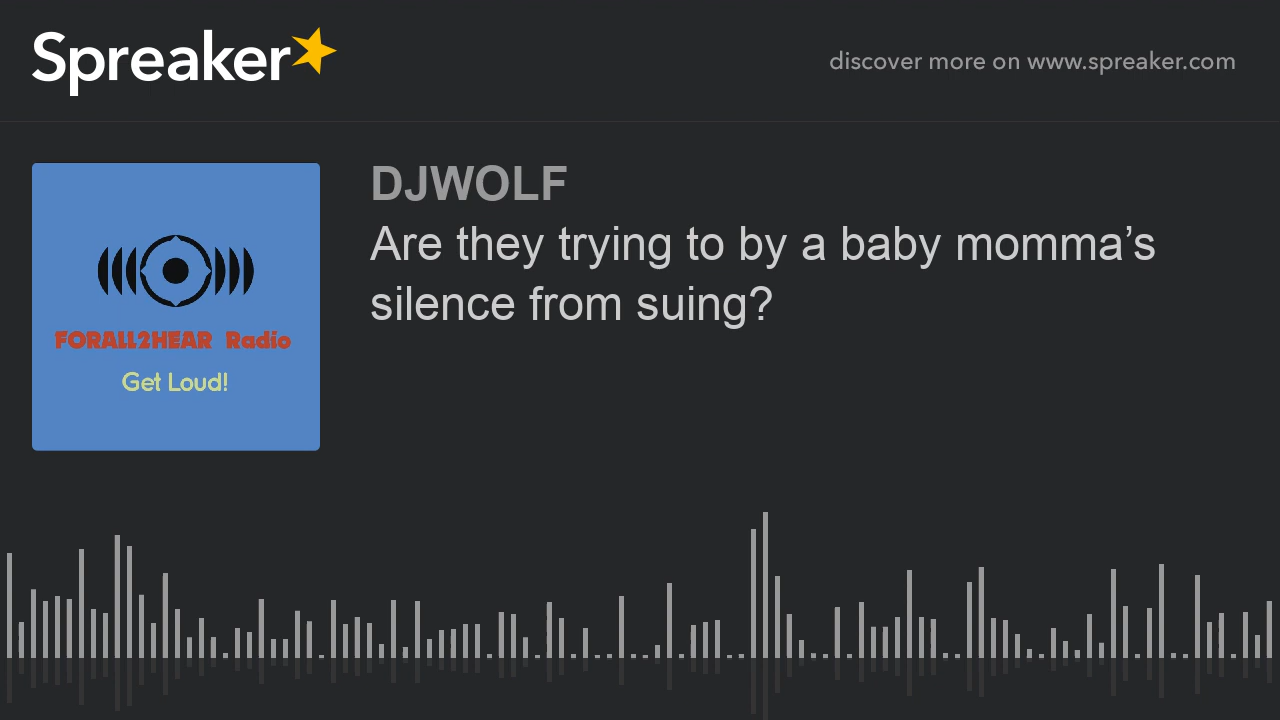 Spreaker
discover more on www.spreaker.com
DJWOLF
Are they trying to by a baby momma’s
silence from suing?
FORALL2HEAR Radio
Get Loud!